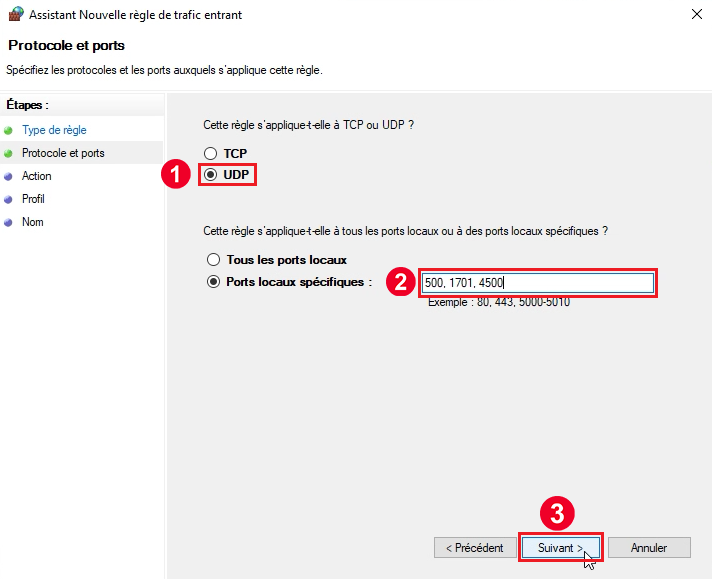 Assistant Nouvelle règle de trafic entrant
Protocole et ports
Spécifiez les protocoles et les ports auxquels s'applique cette règle.
Étapes :
Type de règle
Protocole et ports
Action
Profil
Nom
Cette règle s'applique-t-elle à TCP ou UDP ?
TCP
1 UDP
Cette règle s'applique-t-elle à tous les ports locaux ou à des ports locaux spécifiques ?
Tous les ports locaux
Ports locaux spécifiques : 2 500, 1701, 4500
Exemple : 80, 443, 5000-5010
3
< Précédent Suivant > Annuler